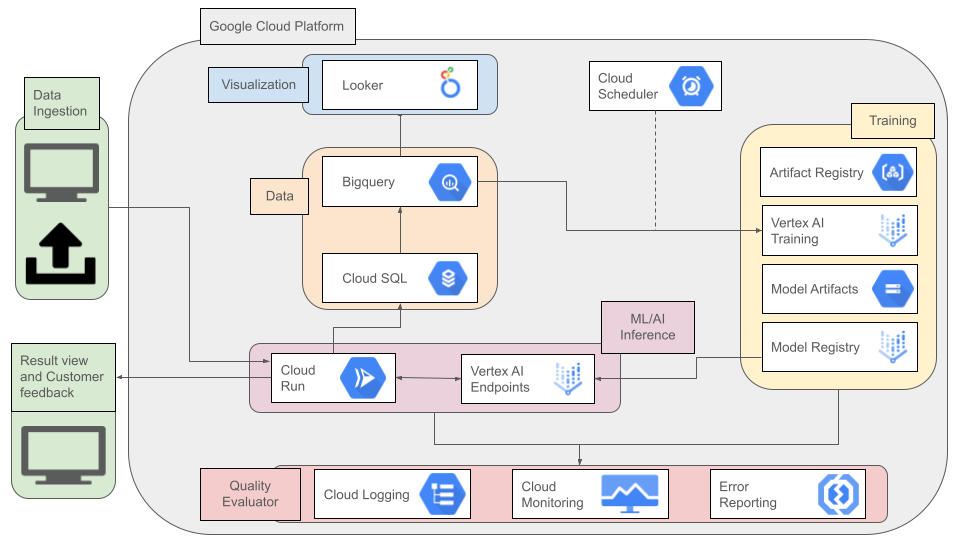 Google Cloud Platform
Data
Ingestion
Visualization
Looker
Cloud
Scheduler
Training
Bigquery
Data
Cloud SQL
Artifact Registry
Vertex AI
Training
Model Artifacts
Model Registry
ML/AI
Inference
Result view
and Customer
feedback
Cloud
Run
Vertex AI
Endpoints
Quality
Evaluator
Cloud Logging
Cloud
Monitoring
Error
Reporting